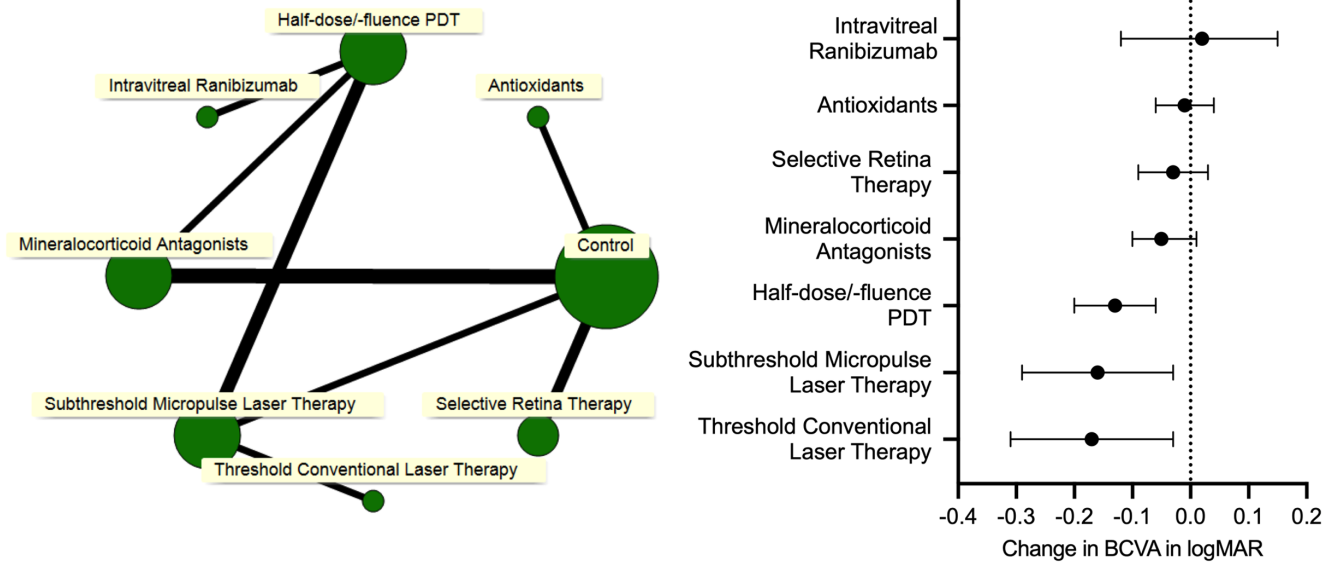 Half-dose/-fluence PDT
Intravitreal Ranibizumab
Antioxidants
Mineralocorticoid Antagonists
Control
Subthreshold Micropulse Laser Therapy
Selective Retina Therapy
Threshold Conventional Laser Therapy
Intravitreal
Ranibizumab
Antioxidants
Selective Retina
Therapy
Mineralocorticoid
Antagonists
Half-dose/-fluence
PDT
Subthreshold Micropulse
Laser Therapy
Threshold Conventional
Laser Therapy
-0.4 -0.3 -0.2 -0.1 0.0 0.1 0.2
Change in BCVA in logMAR